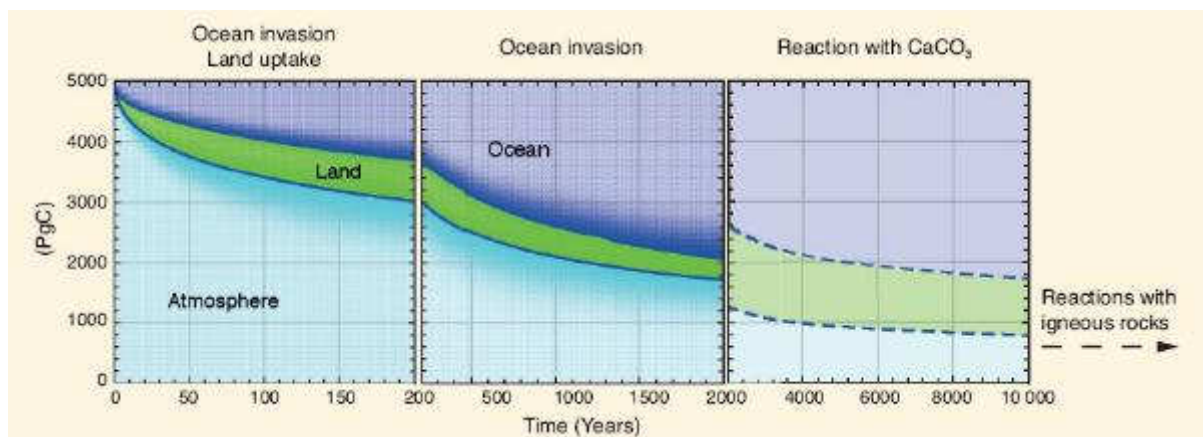 Ocean invasion
Land uptake
Ocean invasion
Reaction with CaCO₃
5000
4000
3000
2000
1000
0
(PgC)
Ocean
Land
Atmosphere
Reactions with
igneous rocks
0 50 100 150 200 500 1000 1500 2000 4000 6000 8000 10 000
Time (Years)